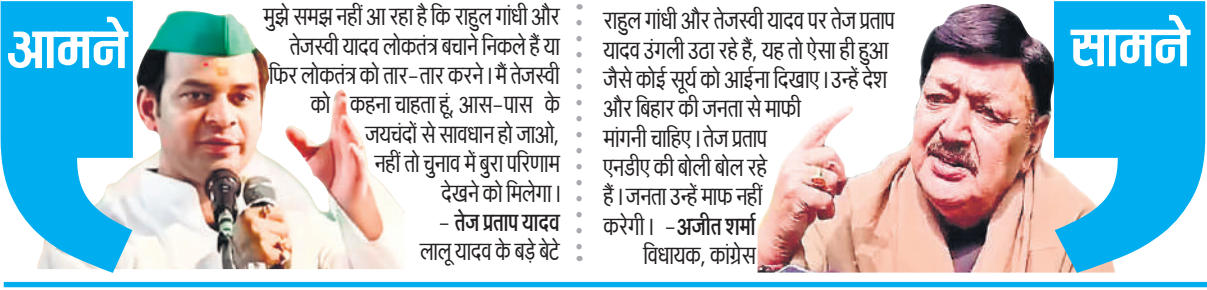 आमने
मुझे समझ नहीं आ रहा है कि राहुल गांधी और
तेजस्वी यादव लोकतंत्र बचाने निकले हैं या
फिर लोकतंत्र को तार-तार करने। मैं तेजस्वी
को कहना चाहता हूं, आस-पास के
जयचंदों से सावधान हो जाओ,
नहीं तो चुनाव में बुरा परिणाम
देखने को मिलेगा।
- तेज प्रताप यादव
लालू यादव के बड़े बेटे
राहुल गांधी और तेजस्वी यादव पर तेज प्रताप
यादव उंगली उठा रहे हैं, यह तो ऐसा ही हुआ
जैसे कोई सूर्य को आईना दिखाए। उन्हें देश
और बिहार की जनता से माफी
मांगनी चाहिए। तेज प्रताप
एनडीए की बोली बोल रहे
हैं। जनता उन्हें माफ नहीं
करेगी। -अजीत शर्मा
विधायक, कांग्रेस
सामने